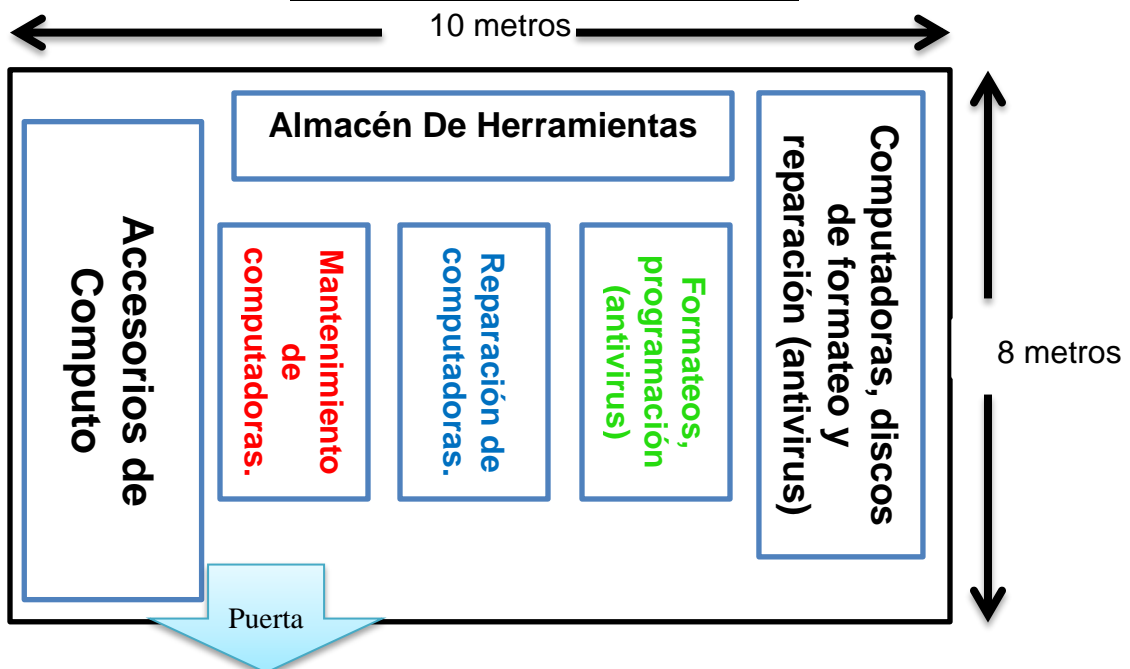 10 metros
Almacén De Herramientas
Accesorios de
Computo
Mantenimiento
de
computadoras.
Reparación de
computadoras.
Formateos,
programación
(antivirus)
Computadoras, discos
de formateo y
reparación (antivirus)
8 metros
Puerta